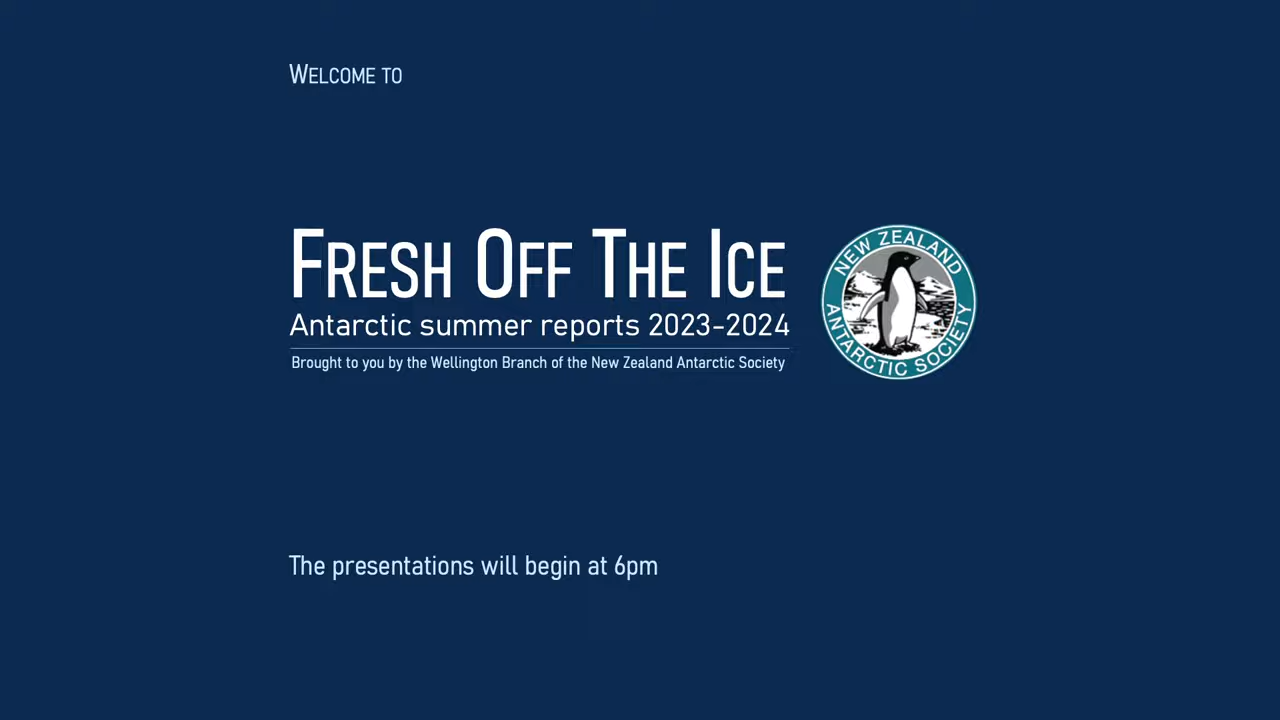 WELCOME TO
FRESH OFF THE ICE
Antarctic summer reports 2023-2024
Brought to you by the Wellington Branch of the New Zealand Antarctic Society
NEW ZEALAND
ANTARCTIC SOCIETY
The presentations will begin at 6pm